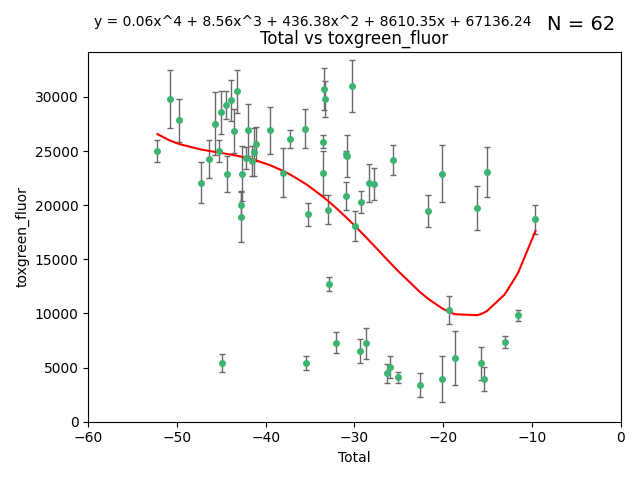 y = 0.06x^4 + 8.56x^3 + 436.38x^2 + 8610.35x + 67136.24
N = 62
Total vs toxgreen_fluor
30000
25000
20000
15000
10000
5000
0
toxgreen_fluor
−60 −50 −40 −30 −20 −10 0
Total